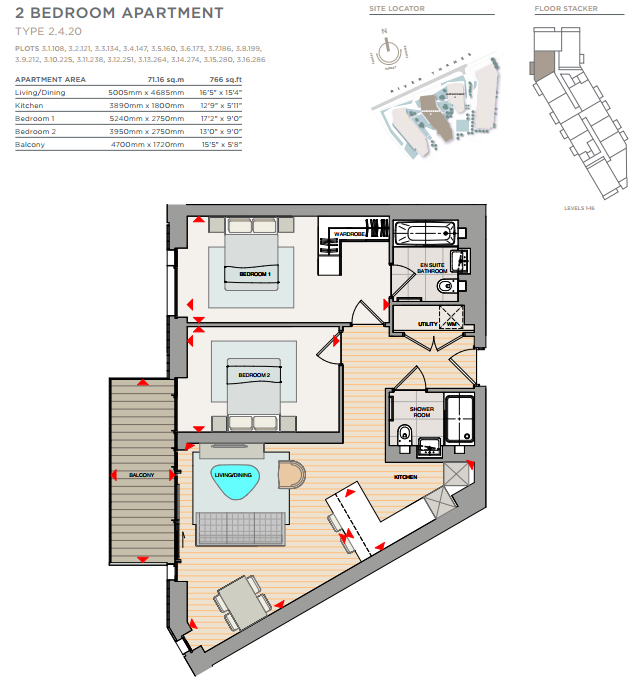 2 BEDROOM APARTMENT
TYPE 2.4.20
PLOTS 3.1.108, 3.2.121, 3.3.134, 3.4.147, 3.5.160, 3.6.173, 3.7.186, 3.8.199,
3.9.212, 3.10.225, 3.11.238, 3.12.251, 3.13.264, 3.14.274, 3.15.280, 3.16.286
APARTMENT AREA 71.16 sq.m 766 sq.ft
Living/Dining 5005mm x 4685mm 16'5" x 15'4"
Kitchen 3890mm x 1800mm 12'9" x 5'11"
Bedroom 1 5240mm x 2750mm 17'2" x 9'0"
Bedroom 2 3950mm x 2750mm 13'0" x 9'0"
Balcony 4700mm x 1720mm 15'5" x 5'8"
SITE LOCATOR
N
RIVER THAMES
FLOOR STACKER
LEVELS 1-16
WARDROBE
BEDROOM 1
EN SUITE
BATHROOM
UTILITY
WM
BEDROOM 2
SHOWER
ROOM
BALCONY
LIVING/DINING
KITCHEN